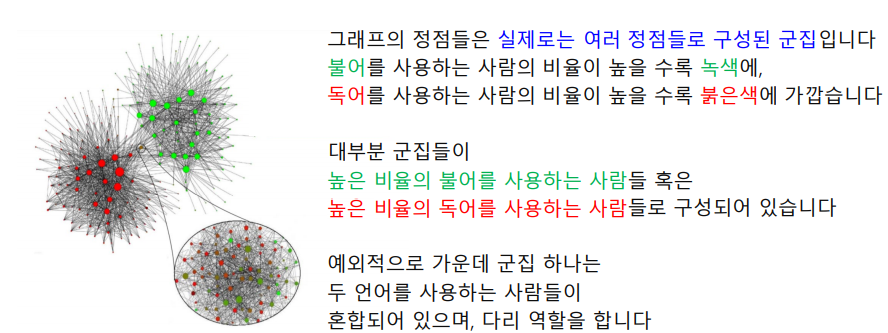 그래프의 정점들은 실제로는 여러 정점들로 구성된 군집입니다
불어를 사용하는 사람의 비율이 높을 수록 녹색에,
독어를 사용하는 사람의 비율이 높을 수록 붉은색에 가깝습니다
대부분 군집들이
높은 비율의 불어를 사용하는 사람들 혹은
높은 비율의 독어를 사용하는 사람들로 구성되어 있습니다
예외적으로 가운데 군집 하나는
두 언어를 사용하는 사람들이
혼합되어 있으며, 다리 역할을 합니다